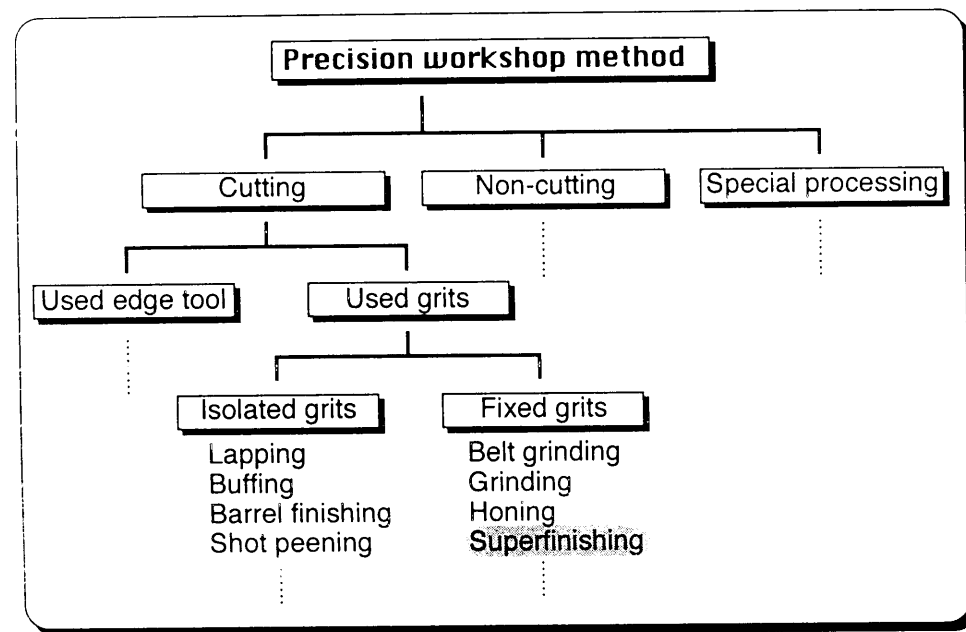 Precision workshop method
Cutting
Non-cutting
Special processing
Used edge tool
Used grits
Isolated grits
Fixed grits
Lapping
Buffing
Barrel finishing
Shot peening
Belt grinding
Grinding
Honing
Superfinishing